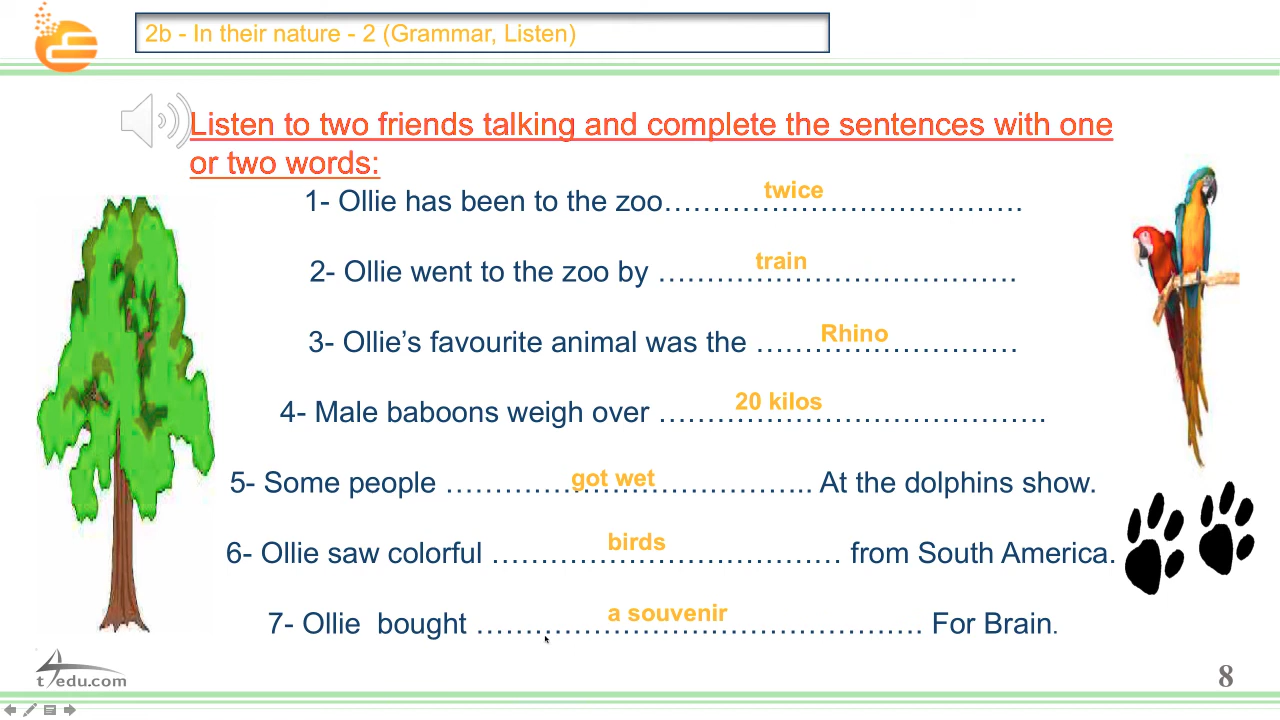 2b - In their nature - 2 (Grammar, Listen)
Listen to two friends talking and complete the sentences with one
or two words:
1- Ollie has been to the zoo……twice………………………….
2- Ollie went to the zoo by ……train………………………….
3- Ollie’s favourite animal was the ……Rhino…………………
4- Male baboons weigh over ……20 kilos………………………….
5- Some people ………got wet…………………….. At the dolphins show.
6- Ollie saw colorful ………birds…………………… from South America.
7- Ollie bought ………a souvenir……………………. For Brain.
t4edu.com
8